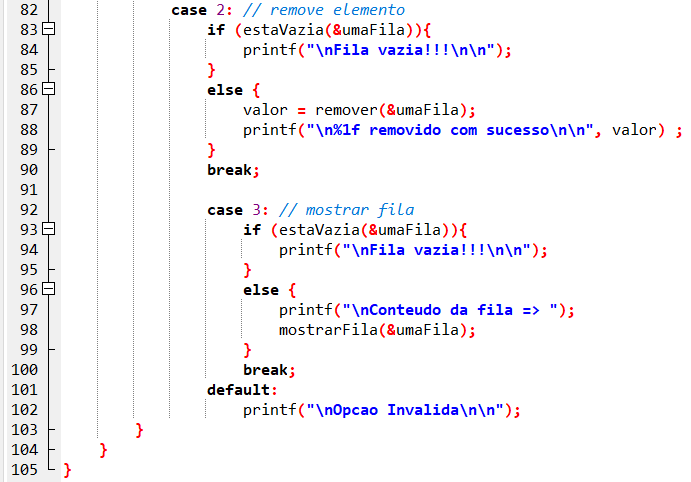 82 case 2: // remove elemento
83 if (estaVazia(&umaFila)){
84 printf("\nFila vazia!!!\n\n");
85 }
86 else {
87 valor = remover(&umaFila);
88 printf("\n%1f removido com sucesso\n\n", valor) ;
89 }
90 break;
91
92 case 3: // mostrar fila
93 if (estaVazia(&umaFila)){
94 printf("\nFila vazia!!!\n\n");
95 }
96 else {
97 printf("\nConteudo da fila => ");
98 mostrarFila(&umaFila);
99 }
100 break;
101 default:
102 printf("\nOpcao Invalida\n\n");
103 }
104 }
105 }